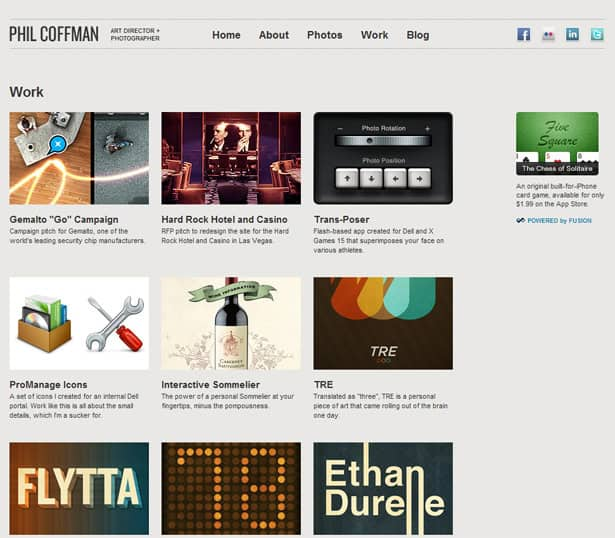 PHIL COFFMAN
ART DIRECTOR +
PHOTOGRAPHER
Home About Photos Work Blog
Work
Gemalto "Go" Campaign
Campaign pitch for Gemalto, one of the
world's leading security chip manufacturers.
Hard Rock Hotel and Casino
RFP pitch to redesign the site for the Hard
Rock Hotel and Casino in Las Vegas.
Photo Rotation
Photo Position
Trans-Poser
Flash-based app created for Dell and X
Games 15 that superimposes your face on
various athletes.
Five
Square
The Chess of Solitaire
An original built-for-iPhone
card game, available for only
$1.99 on the App Store.
POWERED by FUSION
ProManage Icons
A set of icons I created for an internal Dell
portal. Work like this is all about the small
details, which I'm a sucker for.
WINE INFORMATION
Interactive Sommelier
The power of a personal Sommelier at your
fingertips, minus the pompousness.
TRE
TRE
Translated as "three", TRE is a personal
piece of art that came rolling out of the brain
one day.
FLYTTA
79
Ethan
Durelle